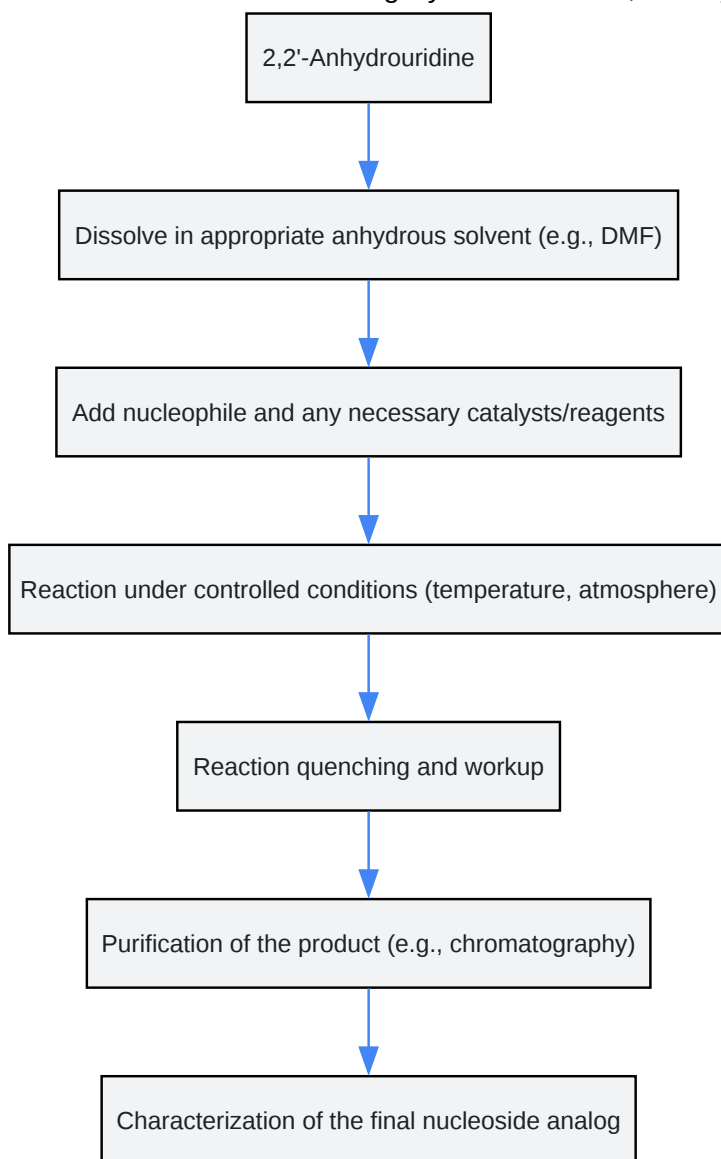 2,2'-Anhydrouridine
Dissolve in appropriate anhydrous solvent (e.g., DMF)
Add nucleophile and any necessary catalysts/reagents
Reaction under controlled conditions (temperature, atmosphere)
Reaction quenching and workup
Purification of the product (e.g., chromatography)
Characterization of the final nucleoside analog